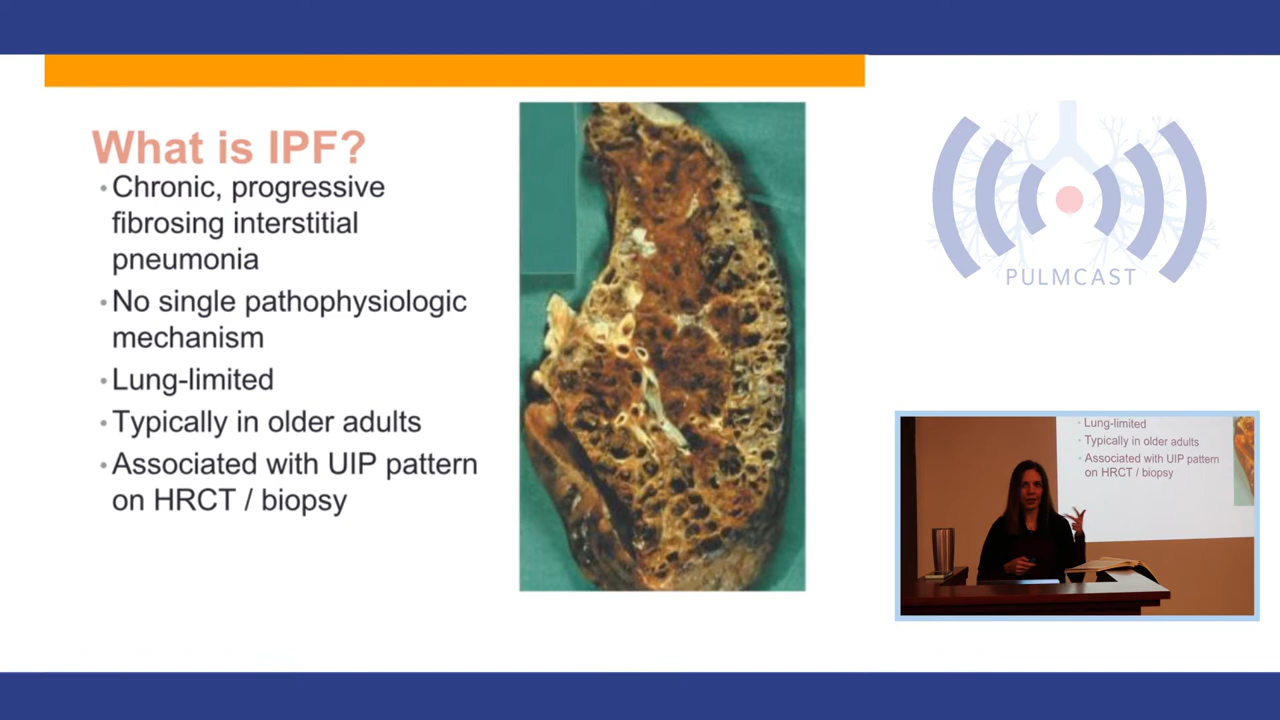 What is IPF?
• Chronic, progressive
fibrosing interstitial
pneumonia
• No single pathophysiologic
mechanism
• Lung-limited
• Typically in older adults
• Associated with UIP pattern
on HRCT / biopsy
PULMCAST
• Lung-limited
• Typically in older adults
• Associated with UIP pattern
on HRCT / biopsy